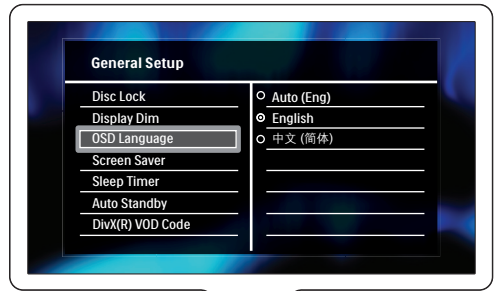 General Setup
Disc Lock
Display Dim
OSD Language
Screen Saver
Sleep Timer
Auto Standby
DivX(R) VOD Code
Auto (Eng)
English
中文 (简体)